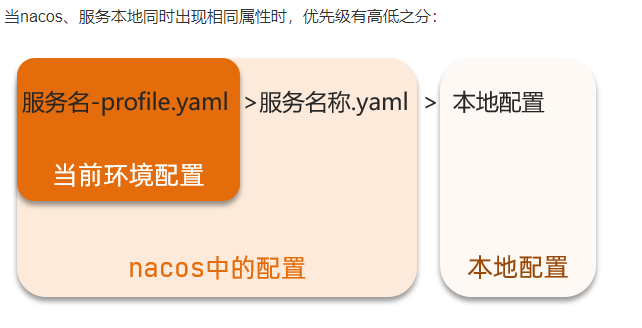 当nacos、服务本地同时出现相同属性时，优先级有高低之分：
服务名-profile.yaml >服务名称.yaml > 本地配置
当前环境配置
nacos中的配置
本地配置